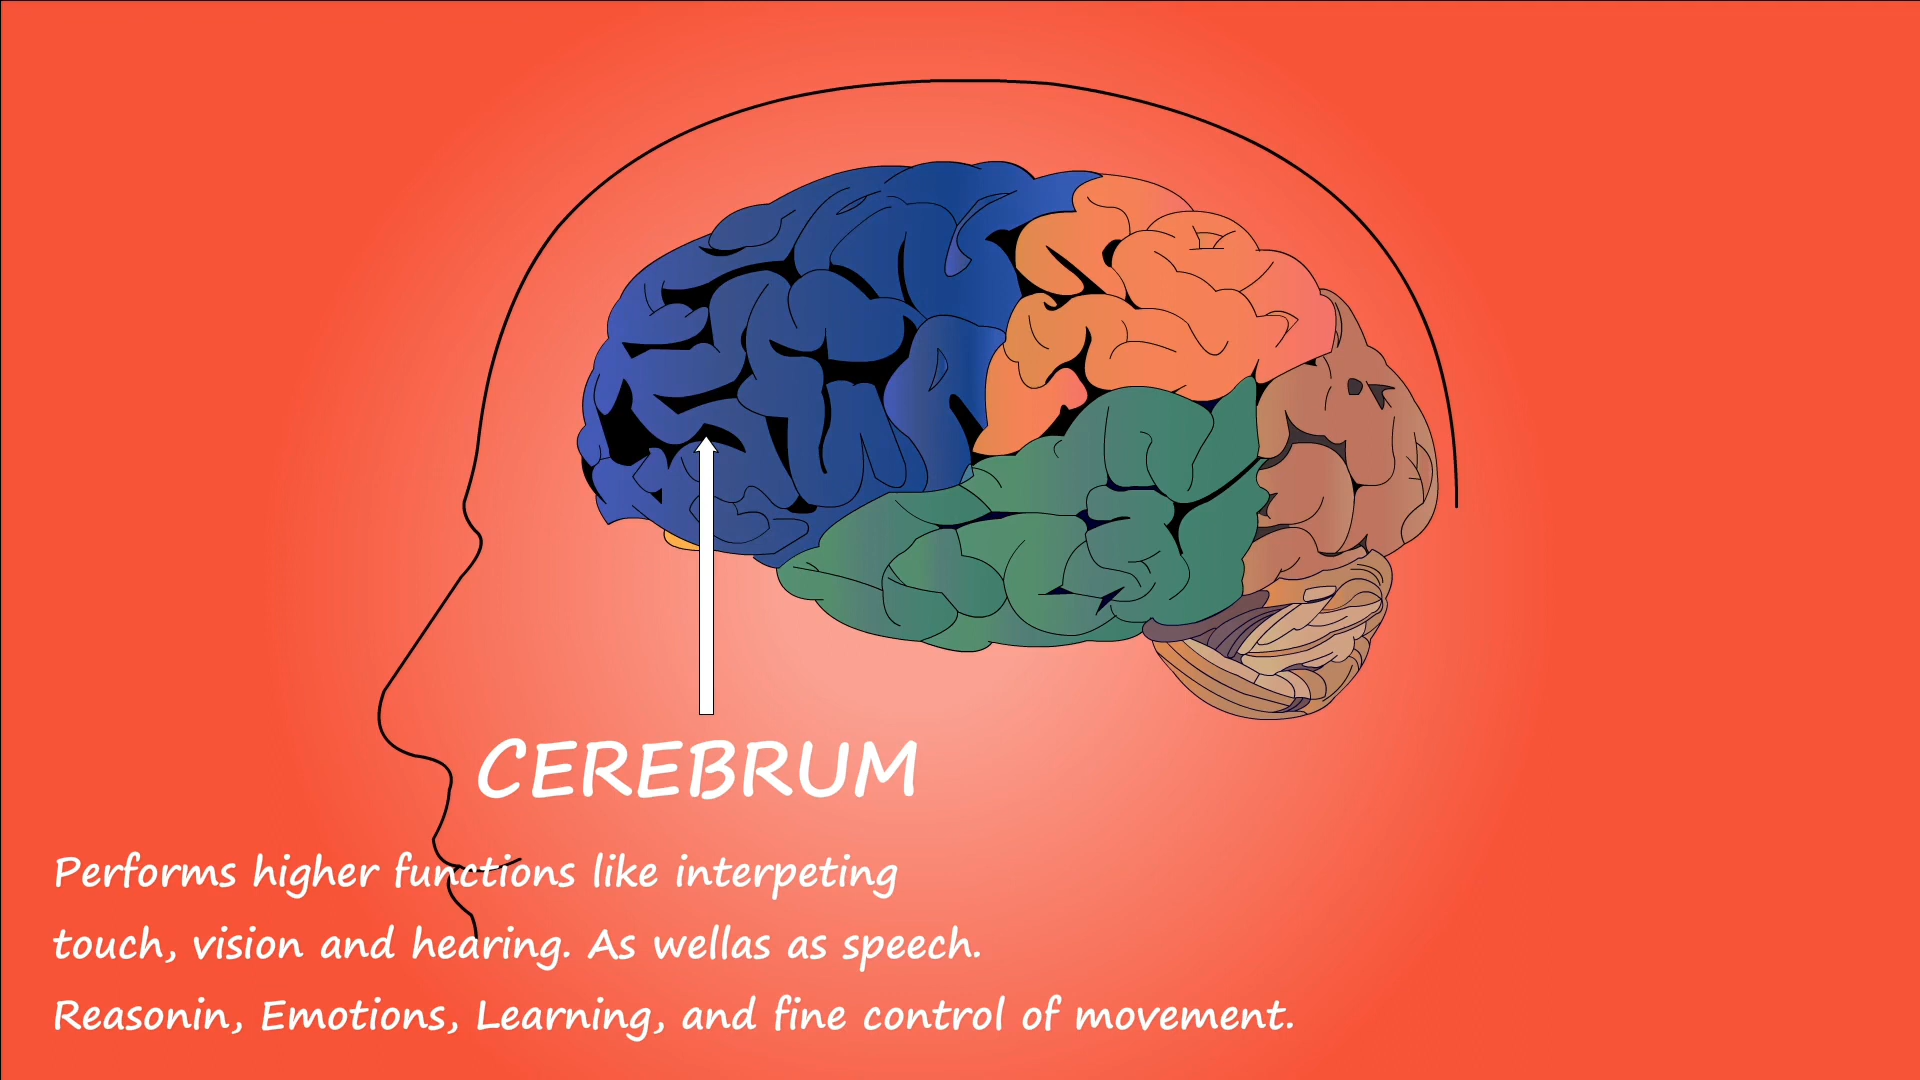 CEREBRUM
Performs higher functions like interpeting
touch, vision and hearing. As wellas as speech.
Reasonin, Emotions, Learning, and fine control of movement.